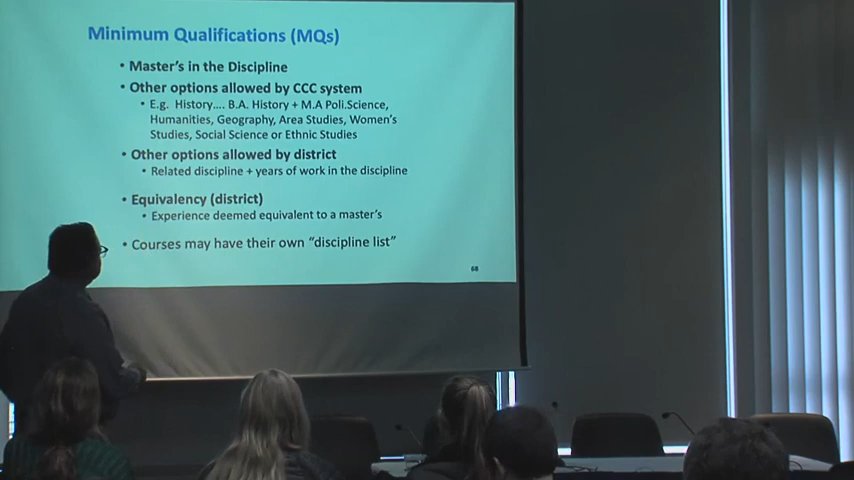 Minimum Qualifications (MQs)
• Master's in the Discipline
• Other options allowed by CCC system
• E.g. History.... B.A. History + M.A Poli.Science,
Humanities, Geography, Area Studies, Women's
Studies, Social Science or Ethnic Studies
• Other options allowed by district
• Related discipline + years of work in the discipline
• Equivalency (district)
• Experience deemed equivalent to a master's
• Courses may have their own "discipline list"
68